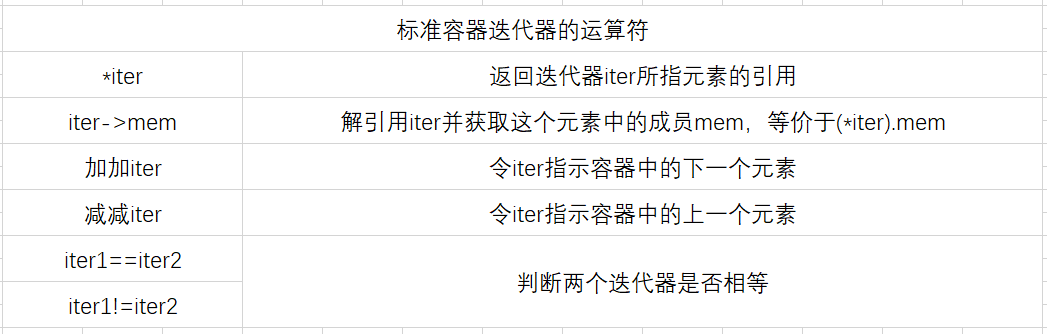 标准容器迭代器的运算符
*iter 返回迭代器iter所指元素的引用
iter->mem 解引用iter并获取这个元素中的成员mem，等价于(*iter).mem
加加iter 令iter指示容器中的下一个元素
减减iter 令iter指示容器中的上一个元素
iter1==iter2
判断两个迭代器是否相等
iter1!=iter2